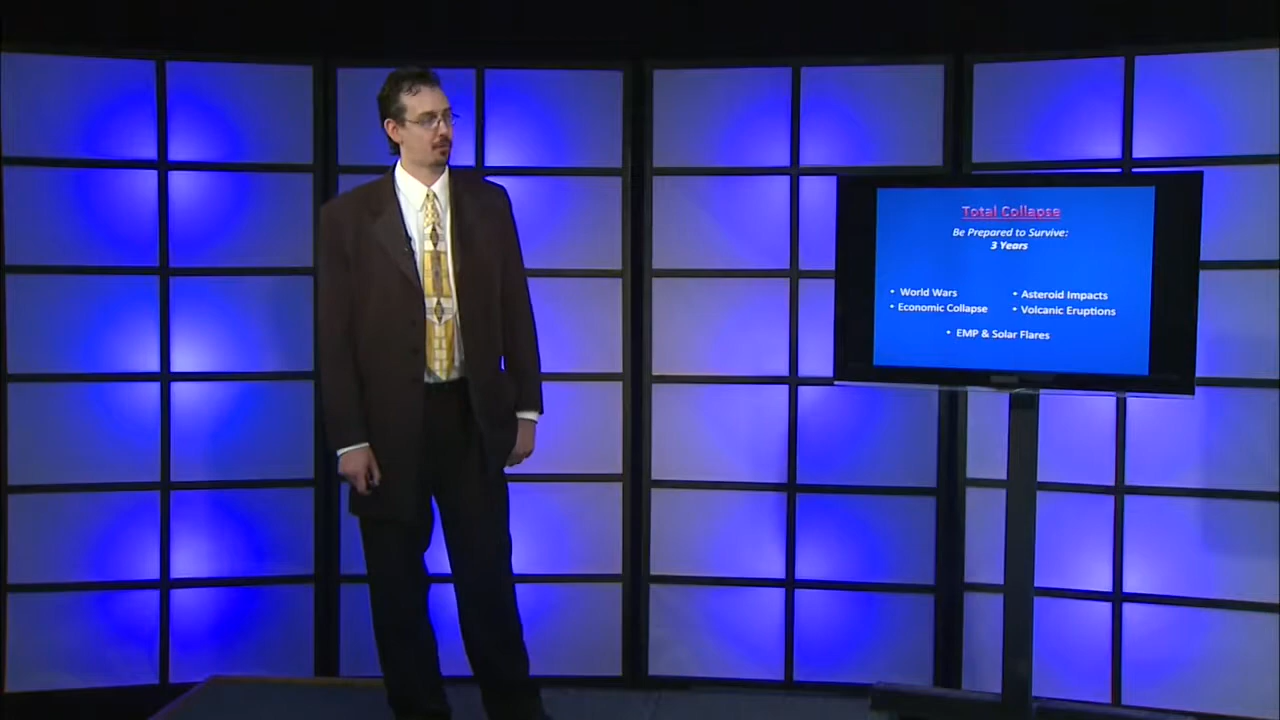 Total Collapse
Be Prepared to Survive:
3 Years
• World Wars
• Economic Collapse
• Asteroid Impacts
• Volcanic Eruptions
• EMP & Solar Flares